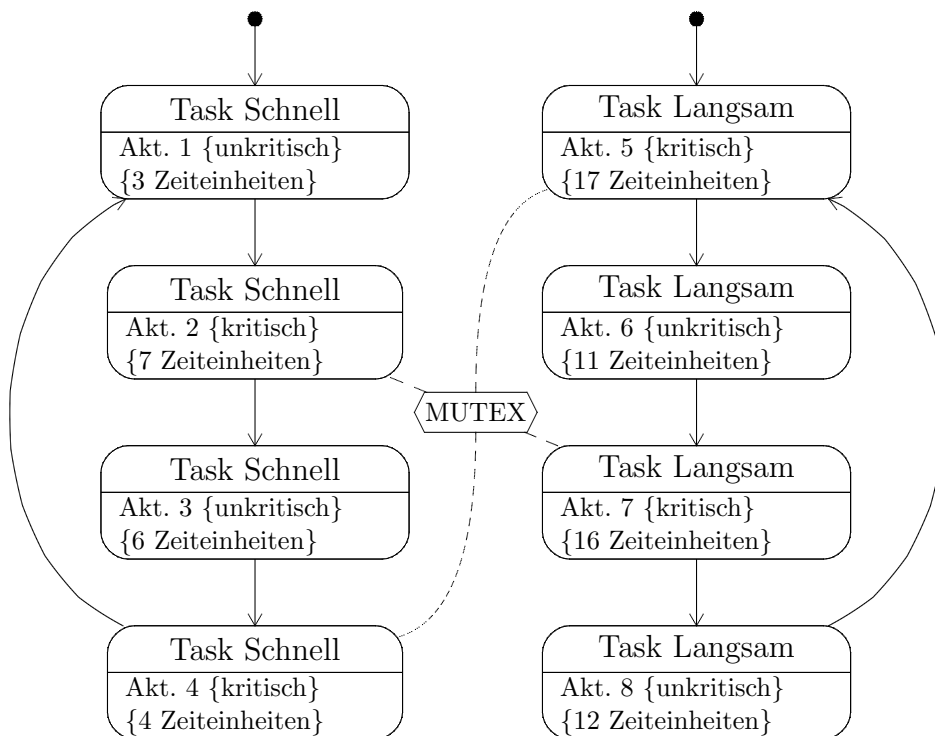 Task Schnell
Akt. 1 {unkritisch}
{3 Zeiteinheiten}
Task Langsam
Akt. 5 {kritisch}
{17 Zeiteinheiten}
Task Schnell
Akt. 2 {kritisch}
{7 Zeiteinheiten}
Task Langsam
Akt. 6 {unkritisch}
{11 Zeiteinheiten}
MUTEX
Task Schnell
Akt. 3 {unkritisch}
{6 Zeiteinheiten}
Task Langsam
Akt. 7 {kritisch}
{16 Zeiteinheiten}
Task Schnell
Akt. 4 {kritisch}
{4 Zeiteinheiten}
Task Langsam
Akt. 8 {unkritisch}
{12 Zeiteinheiten}